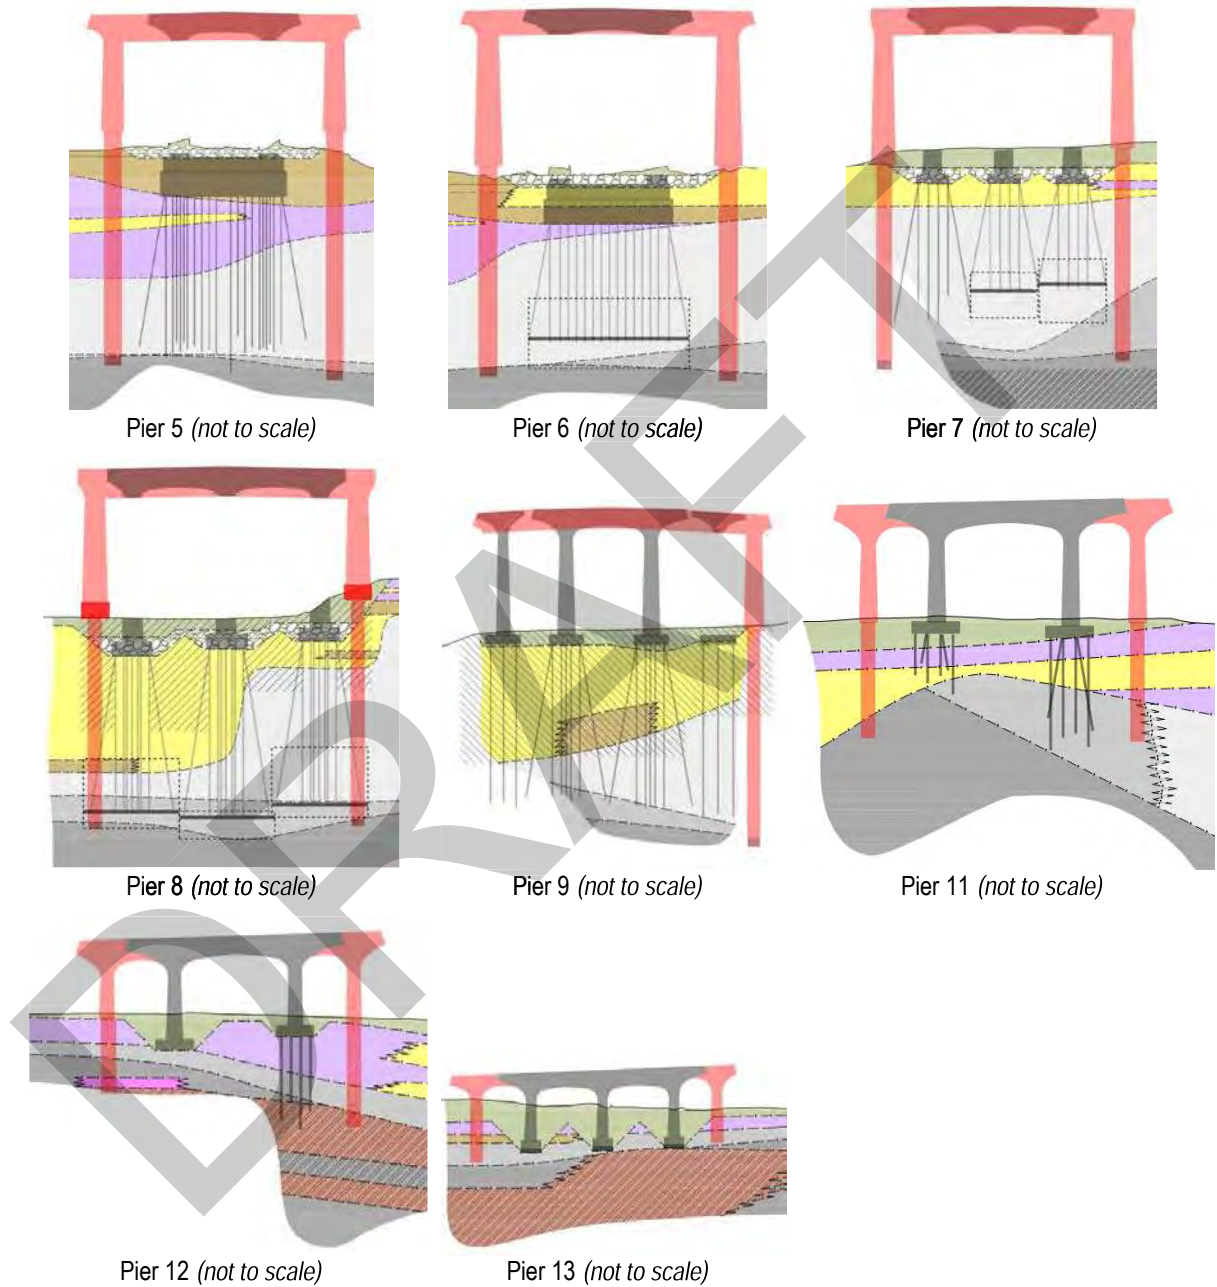 Pier 5 (not to scale)
Pier 6 (not to scale)
Pier 7 (not to scale)
Pier 8 (not to scale)
Pier 9 (not to scale)
Pier 11 (not to scale)
Pier 12 (not to scale)
Pier 13 (not to scale)
DRAFT